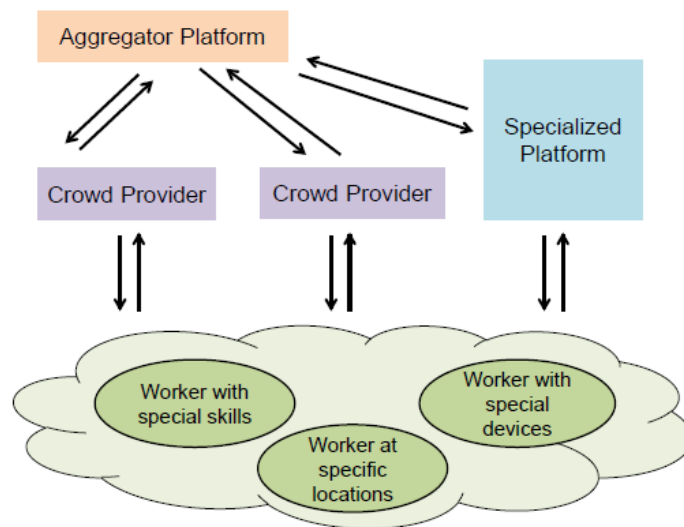 Aggregator Platform
Specialized
Platform
Crowd Provider
Crowd Provider
Worker with
special skills
Worker with
special
devices
Worker at
specific
locations